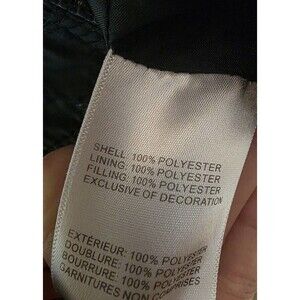 SHELL: 100% POLYESTER
LINING: 100% POLYESTER
FILLING: 100% POLYESTER
EXCLUSIVE OF DECORATION
EXTÉRIEUR: 100% POLYESTER
DOUBLURE: 100% POLYESTER
BOURRURE: 100% POLYESTER
GARNITURES NON COMPRISES